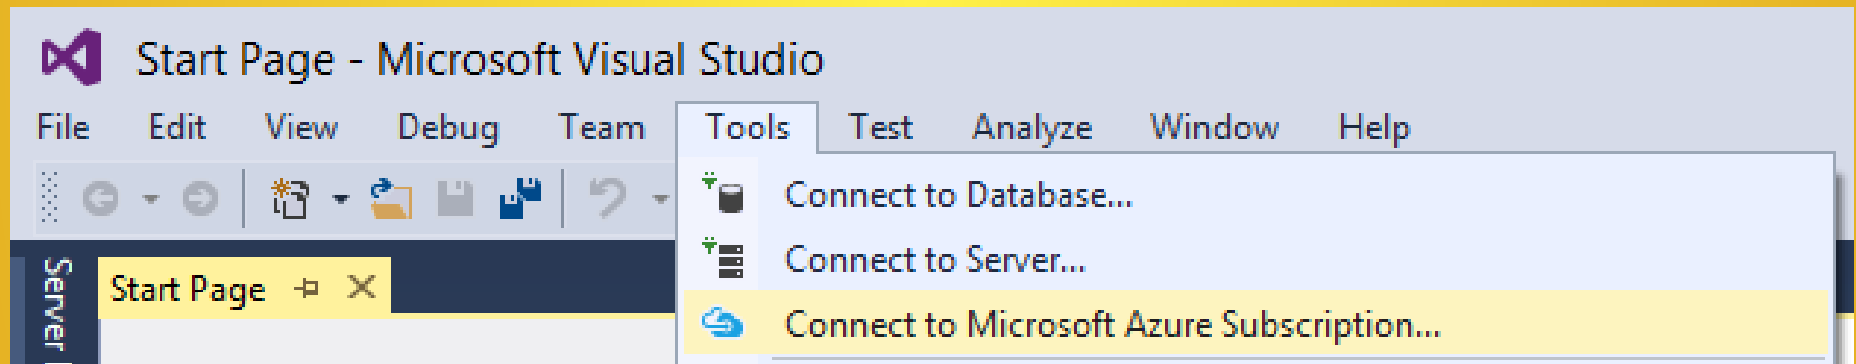 Start Page - Microsoft Visual Studio
File Edit View Debug Team Tools Test Analyze Window Help
Connect to Database...
Connect to Server...
Connect to Microsoft Azure Subscription...
Start Page
Server